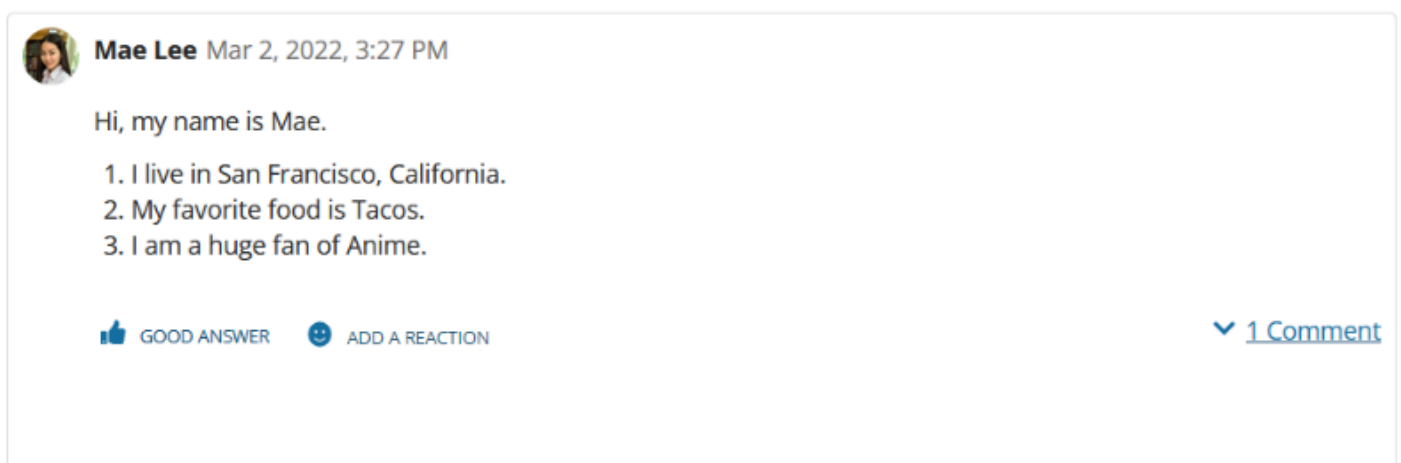 Mae Lee Mar 2, 2022, 3:27 PM
Hi, my name is Mae.
1. I live in San Francisco, California.
2. My favorite food is Tacos.
3. I am a huge fan of Anime.
GOOD ANSWER ADD A REACTION 1 Comment